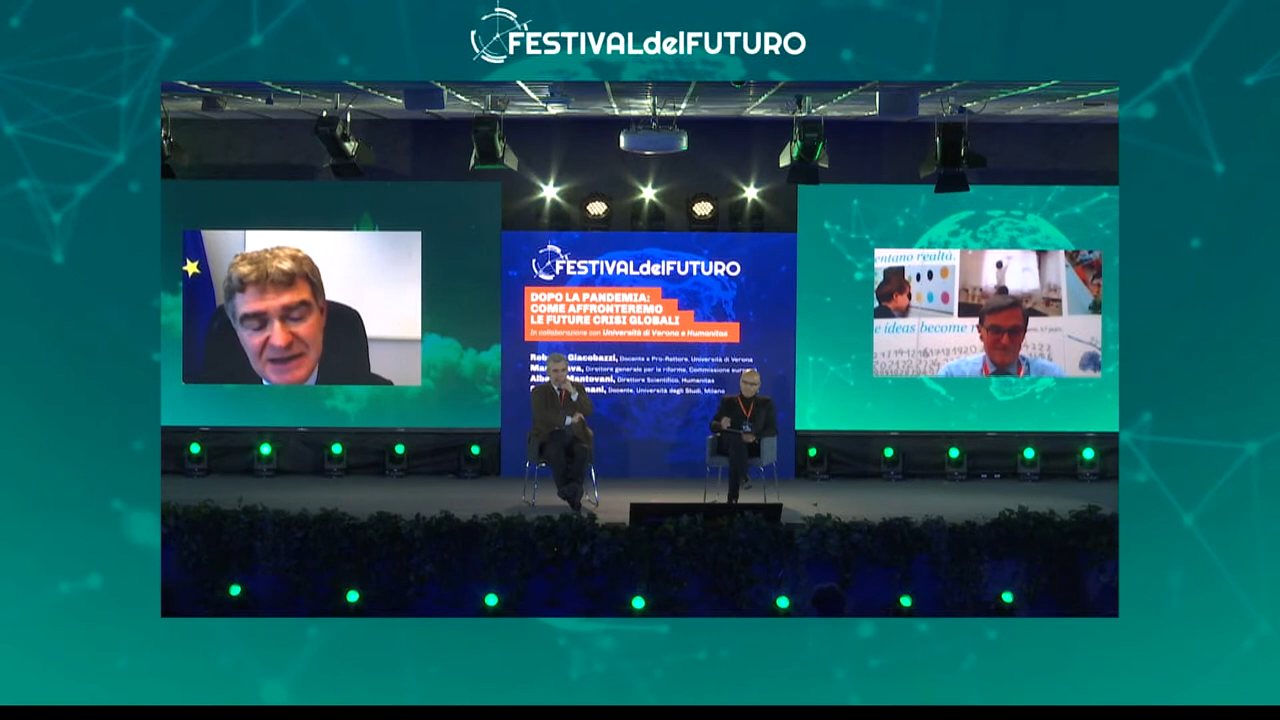 FESTIVALdelFUTURO
FESTIVALdelFUTURO
DOPO LA PANDEMIA:
COME AFFRONTEREMO
LE FUTURE CRISI GLOBALI
In collaborazione con Università di Verona e Humanitas
Giacobazzi, Docente e Pro-Rettore, Università di Verona
Direttore generale per le riforme, Commissione
Mantovani, Direttore Scientifico, Humanitas
Docente, Università degli Studi, Milano
entano realtà.
e ideas become